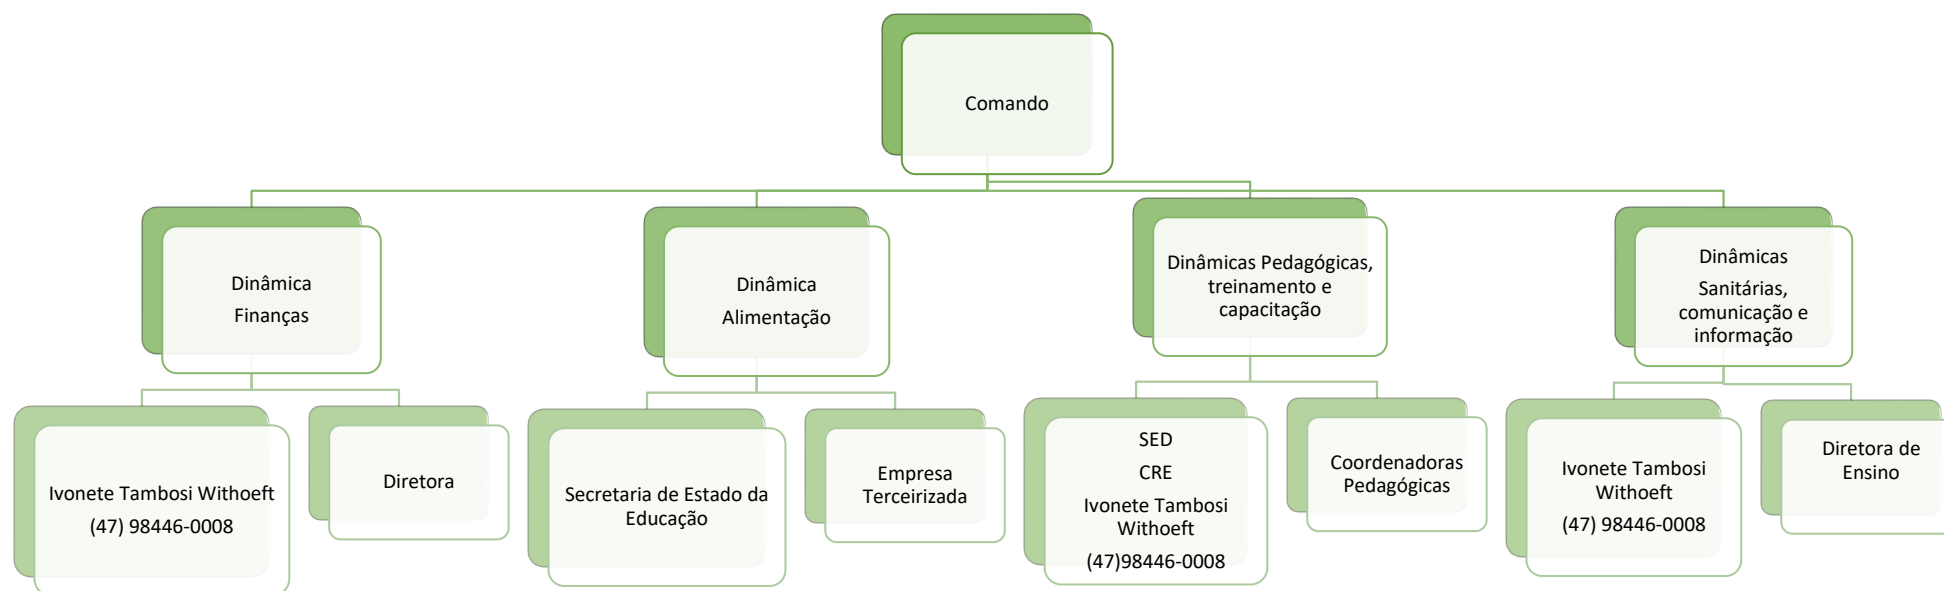 Comando
Dinâmica
Finanças
Dinâmica
Alimentação
Dinâmicas Pedagógicas,
treinamento e
capacitação
Dinâmicas
Sanitárias,
comunicação e
informação
Ivonete Tambosi Withoeft
(47) 98446-0008
Diretora
Secretaria de Estado da
Educação
Empresa
Terceirizada
SED
CRE
Ivonete Tambosi
Withoeft
(47)98446-0008
Coordenadoras
Pedagógicas
Ivonete Tambosi
Withoeft
(47) 98446-0008
Diretora de
Ensino